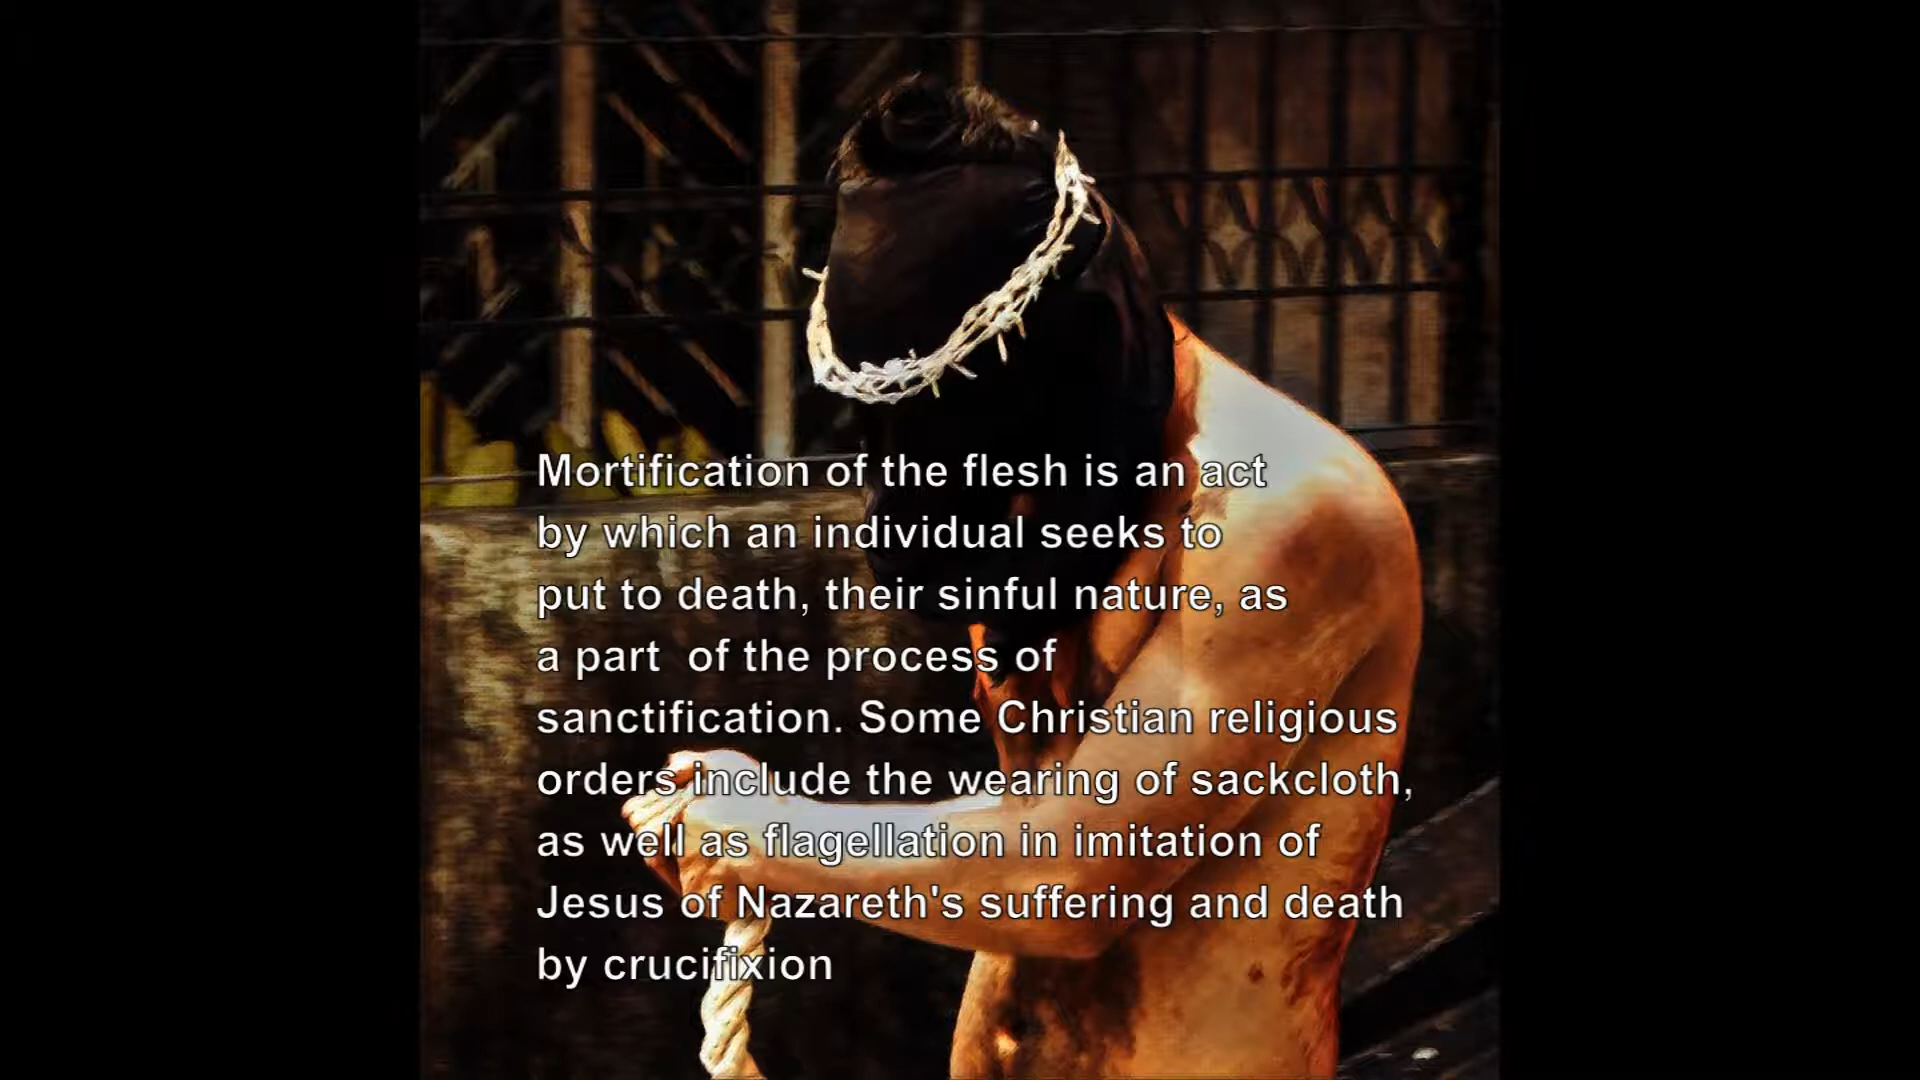 Mortification of the flesh is an act
by which an individual seeks to
put to death, their sinful nature, as
a part  of the process of
sanctification. Some Christian religious
orders include the wearing of sackcloth,
as well as flagellation in imitation of
Jesus of Nazareth's suffering and death
by crucifixion